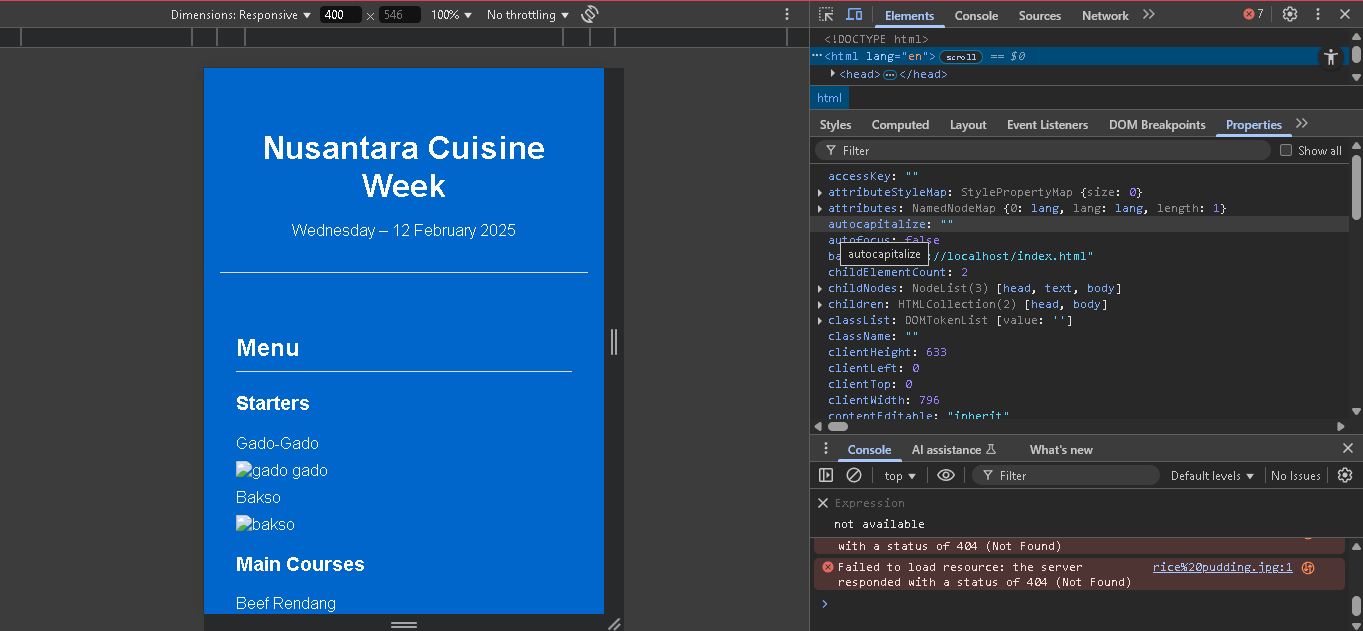 Dimensions: Responsive ▼ 400 × 546 100% ▼ No throttling ▼
Nusantara Cuisine
Week
Wednesday – 12 February 2025
Menu
Starters
Gado-Gado
gado gado
Bakso
bakso
Main Courses
Beef Rendang
Elements Console Sources Network 7
<!DOCTYPE html>
<html lang="en"> scroll == $0
<head> … </head>
html
Styles Computed Layout Event Listeners DOM Breakpoints Properties
Filter Show all
accessKey: ""
attributeStyleMap: StylePropertyMap {size: 0}
attributes: NamedNodeMap {0: lang, lang: lang, length: 1}
autocapitalize: ""
autofocus: false
autocapitalize
ba //localhost/index.html"
childElementCount: 2
childNodes: NodeList(3) [head, text, body]
children: HTMLCollection(2) [head, body]
classList: DOMTokenList [value: '']
className: ""
clientHeight: 633
clientLeft: 0
clientTop: 0
clientWidth: 796
contentEditable: "inherit"
Console AI assistance What's new
top ▼ Filter Default levels ▼ No Issues
Expression
not available
with a status of 404 (Not Found)
Failed to load resource: the server rice%20pudding.jpg:1
responded with a status of 404 (Not Found)